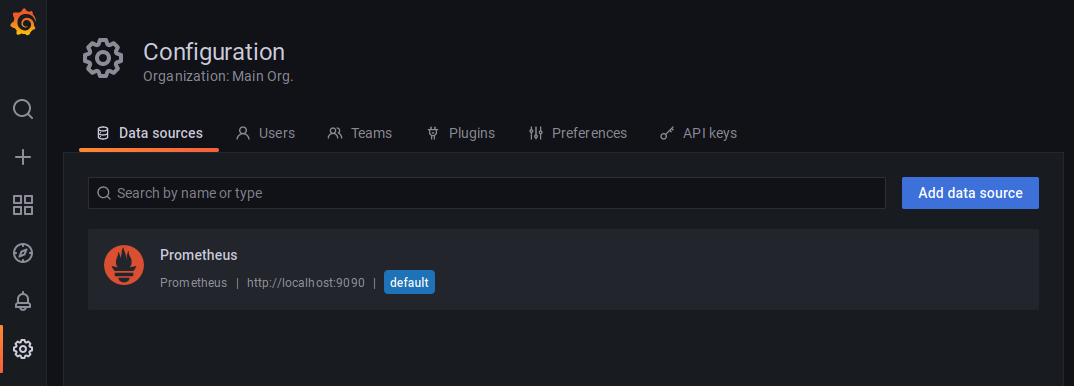 Configuration
Organization: Main Org.
Data sources Users Teams Plugins Preferences API keys
Search by name or type Add data source
Prometheus
Prometheus | http://localhost:9090 | default